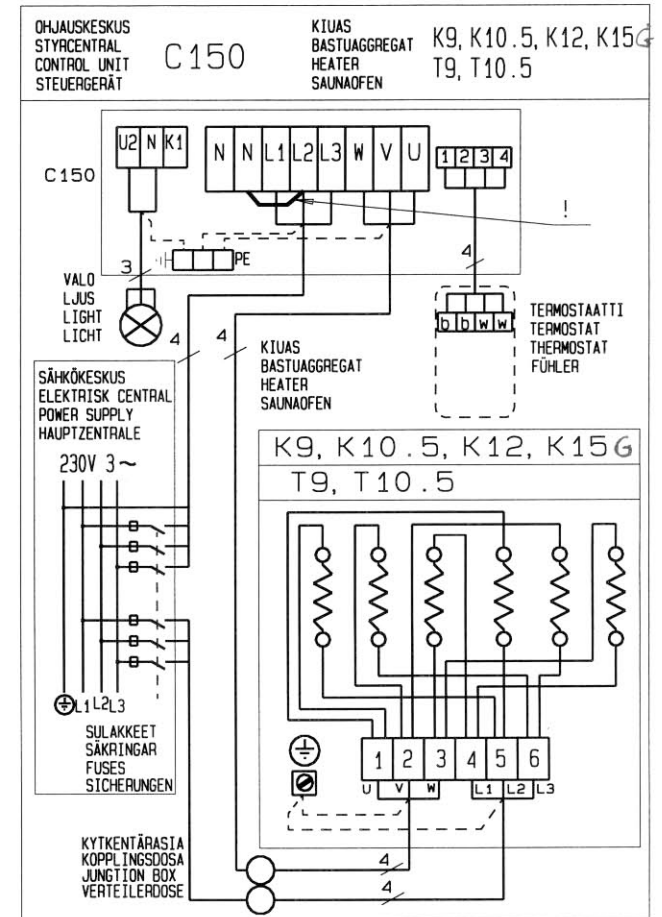 OHJAUSKESKUS
STYRCENTRAL
CONTROL UNIT
STEUERGERÄT
C150
KIUAS
BASTUAGGREGAT
HEATER
SAUNAOFEN
K9, K10.5, K12, K15G
T9, T10.5
U2 N K1
N N L1 L2 L3 W V U
1 2 3 4
C150
!
PE
3
4
VALO
LJUS
LIGHT
LICHT
4 4
b b W W
TERMOSTAATTI
TERMOSTAT
THERMOSTAT
FÜHLER
KIUAS
BASTUAGGREGAT
HEATER
SAUNAOFEN
SÄHKÖKESKUS
ELEKTRISK CENTRAL
POWER SUPPLY
HAUPTZENTRALE
230V 3~
K9, K10.5, K12, K15G
T9, T10.5
L1 L2 L3
SULAKKEET
SÄKRINGAR
FUSES
SICHERUNGEN
1 2 3 4 5 6
U V W L1 L2 L3
KYTKENTÄRASIA
KOPPLINGSDOSA
JUNGTION BOX
VERTEILERDOSE
4
4